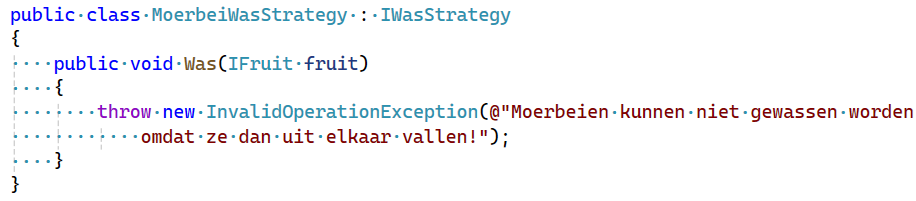 public class MoerbeiWasStrategy : IWasStrategy
{
    public void Was(IFruit fruit)
    {
        throw new InvalidOperationException(@"Moerbeien kunnen niet gewassen worden
            omdat ze dan uit elkaar vallen!");
    }
}